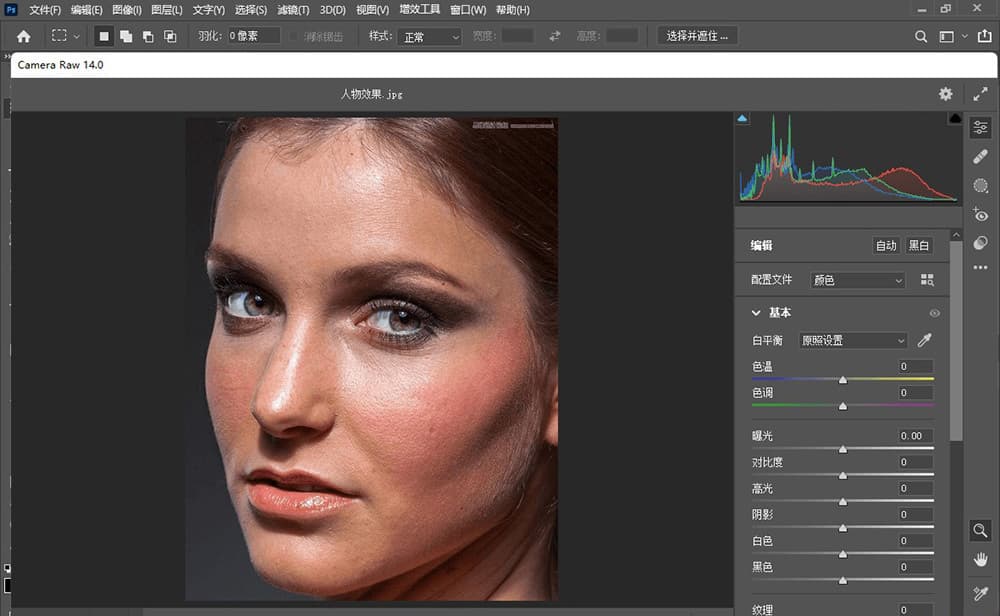 Ps 文件(F) 编辑(E) 图像(I) 图层(L) 文字(Y) 选择(S) 滤镜(T) 3D(D) 视图(V) 增效工具 窗口(W) 帮助(H)
羽化: 0 像素 消除锯齿 样式: 正常 宽度: 高度: 选择并遮住 ...
Camera Raw 14.0
人物效果.jpg
编辑 自动 黑白
配置文件 颜色
基本
白平衡 原照设置
色温 0
色调 0
曝光 0.00
对比度 0
高光 0
阴影 0
白色 0
黑色 0
纹理 0